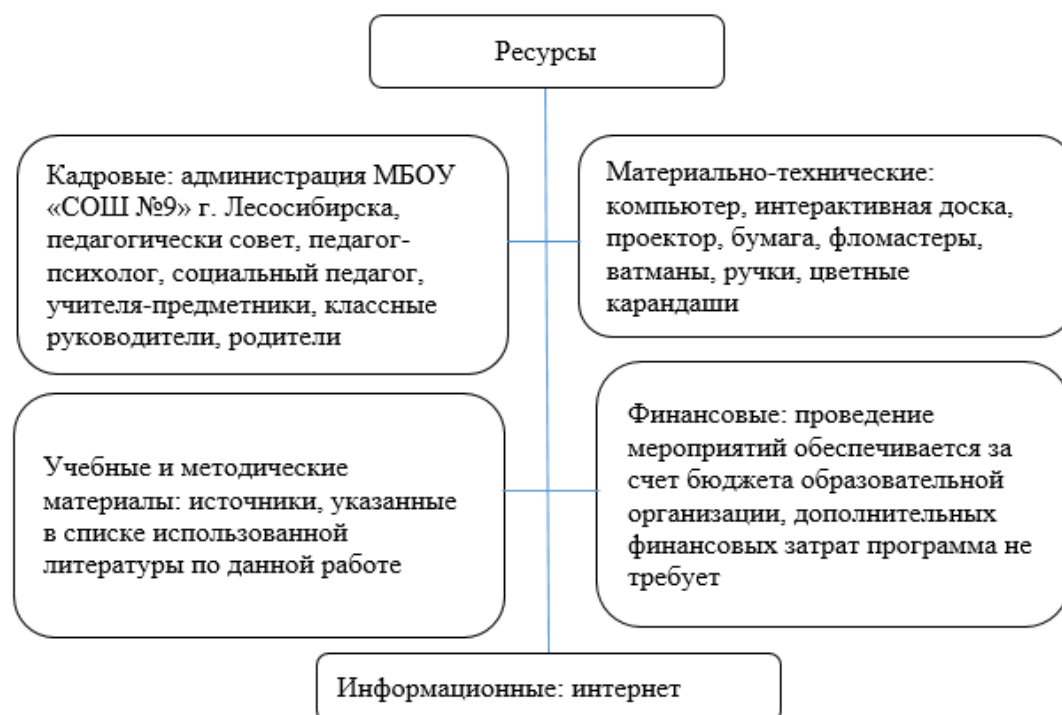 Ресурсы
Кадровые: администрация МБОУ
«СОШ №9» г. Лесосибирска,
педагогически совет, педагог-
психолог, социальный педагог,
учителя-предметники, классные
руководители, родители
Материально-технические:
компьютер, интерактивная доска,
проектор, бумага, фломастеры,
ватманы, ручки, цветные
карандаши
Учебные и методические
материалы: источники, указанные
в списке использованной
литературы по данной работе
Финансовые: проведение
мероприятий обеспечивается за
счет бюджета образовательной
организации, дополнительных
финансовых затрат программа не
требует
Информационные: интернет